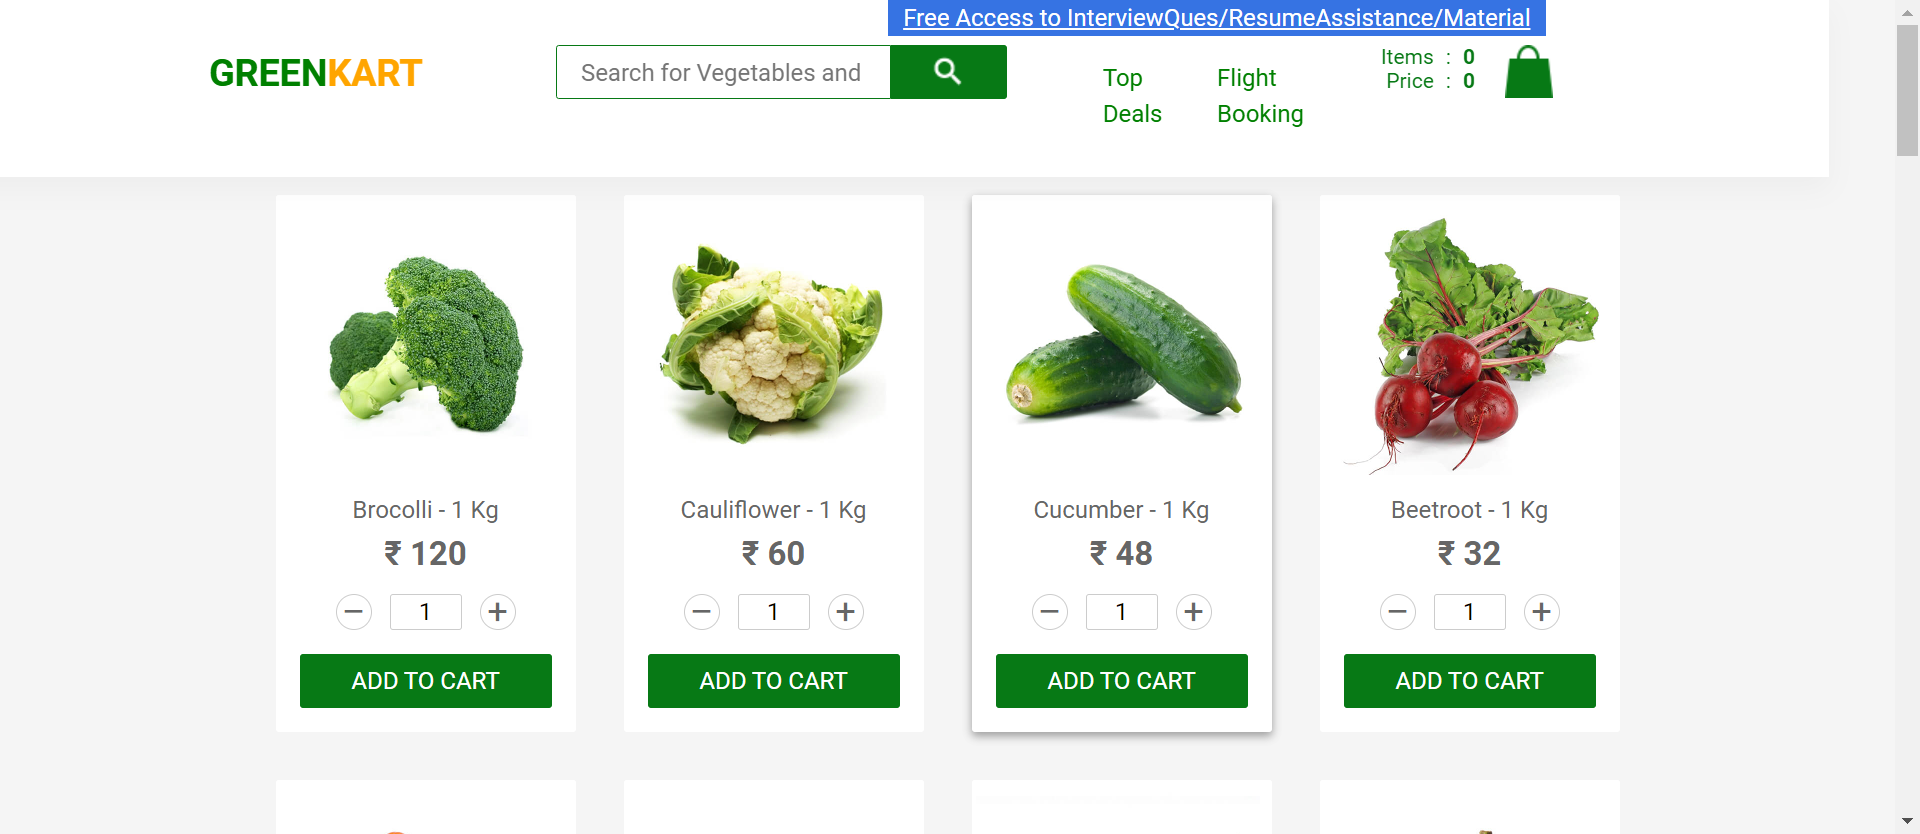 Free Access to InterviewQues/ResumeAssistance/Material
GREENKART
Search for Vegetables and
Top
Deals
Flight
Booking
Items : 0
Price : 0
Brocolli - 1 Kg
₹ 120
− 1 +
ADD TO CART
Cauliflower - 1 Kg
₹ 60
− 1 +
ADD TO CART
Cucumber - 1 Kg
₹ 48
− 1 +
ADD TO CART
Beetroot - 1 Kg
₹ 32
− 1 +
ADD TO CART